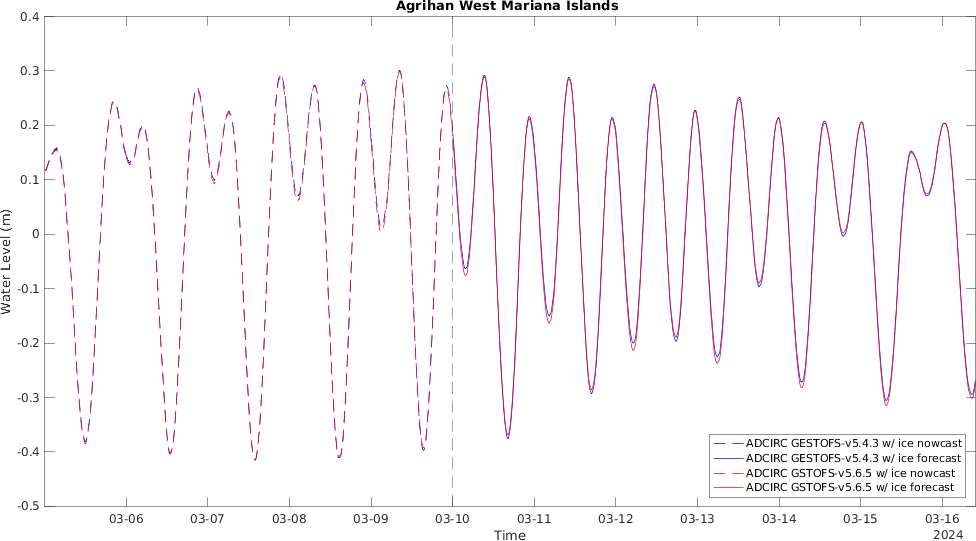 Agrihan West Mariana Islands
0.4
0.3
0.2
0.1
0
-0.1
-0.2
-0.3
-0.4
-0.5
Water Level (m)
ADCIRC GESTOFS-v5.4.3 w/ ice nowcast
ADCIRC GESTOFS-v5.4.3 w/ ice forecast
ADCIRC GSTOFS-v5.6.5 w/ ice nowcast
ADCIRC GSTOFS-v5.6.5 w/ ice forecast
03-06 03-07 03-08 03-09 03-10 03-11 03-12 03-13 03-14 03-15 03-16
Time
2024